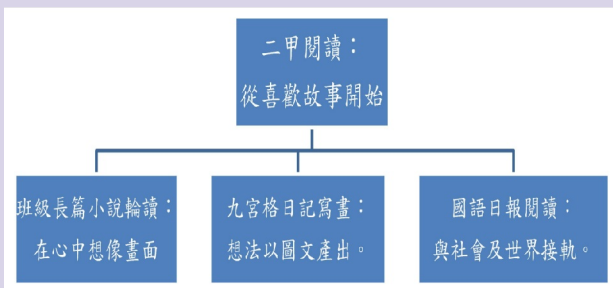 二甲閱讀：
從喜歡故事開始
班級長篇小說輪讀：
在心中想像畫面
九宮格日記寫畫：
想法以圖文產出。
國語日報閱讀：
與社會及世界接軌。